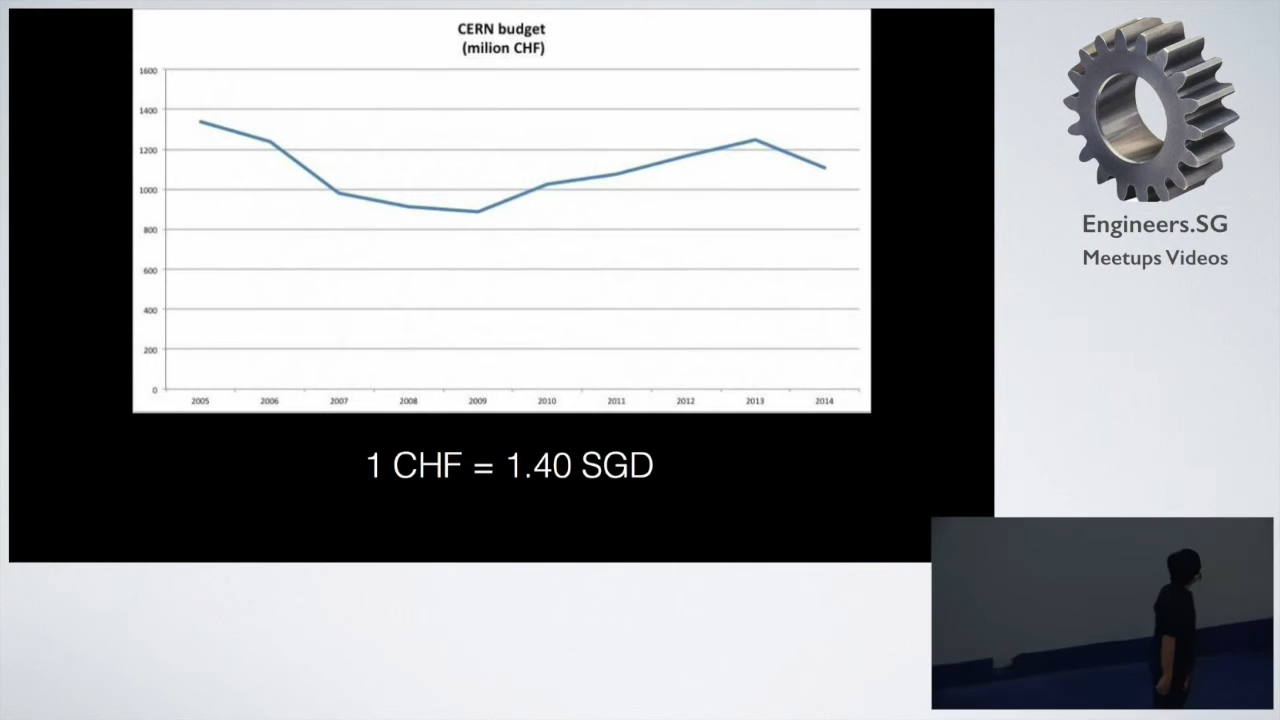 CERN budget
(milion CHF)
1600
1400
1200
1000
800
600
400
200
0
2005 2006 2007 2008 2009 2010 2011 2012 2013 2014
1 CHF = 1.40 SGD
Engineers.SG
Meetups Videos